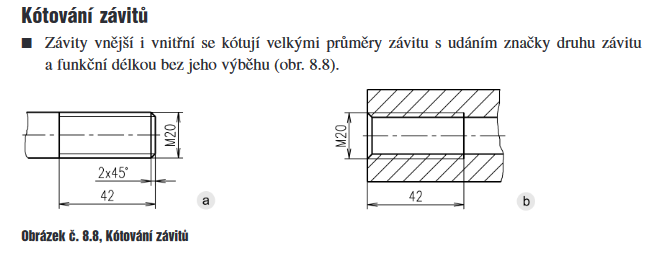 Kótování závitů
■ Závity vnější i vnitřní se kótují velkými průměry závitu s udáním značky druhu závitu
a funkční délkou bez jeho výběhu (obr. 8.8).
M20
2x45°
42
a
M20
42
b
Obrázek č. 8.8, Kótování závitů